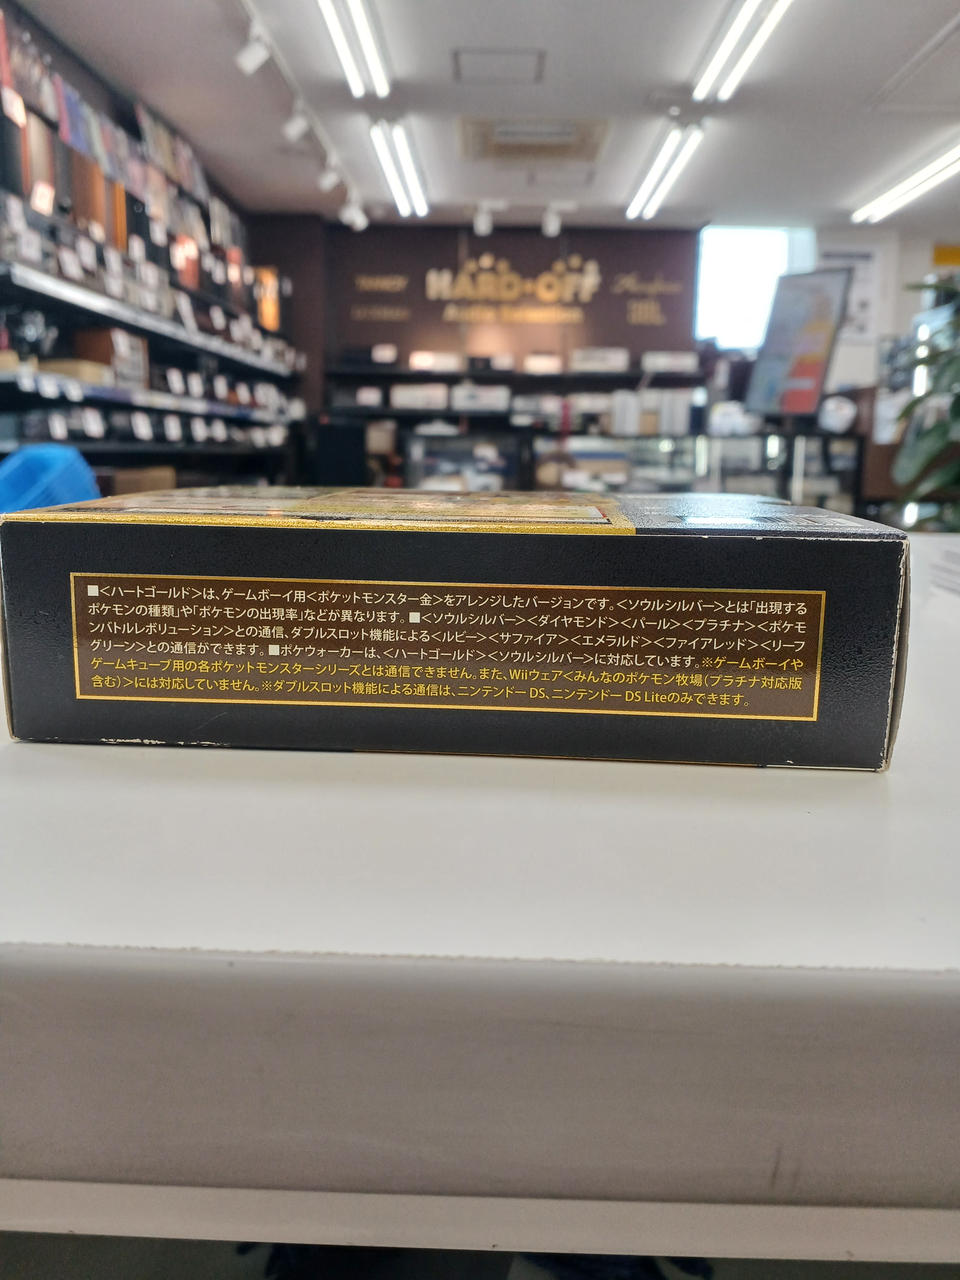 HARD・OFF
Audio Selection
■<ハートゴールド>は、ゲームボーイ用<ポケットモンスター金>をアレンジしたバージョンです。<ソウルシルバー>とは「出現する
ポケモンの種類」や「ポケモンの出現率」などが異なります。■<ソウルシルバー><ダイヤモンド><パール><プラチナ><ポケモ
ンバトルレボリューション>との通信、ダブルスロット機能による<ルビー><サファイア><エメラルド><ファイアレッド><リーフ
グリーン>との通信ができます。■ポケウォーカーは、<ハートゴールド><ソウルシルバー>に対応しています。※ゲームボーイや
ゲームキューブ用の各ポケットモンスターシリーズとは通信できません。また、Wiiウェア<みんなのポケモン牧場(プラチナ対応版
含む)>には対応していません。※ダブルスロット機能による通信は、ニンテンドーDS、ニンテンドーDS Liteのみできます。